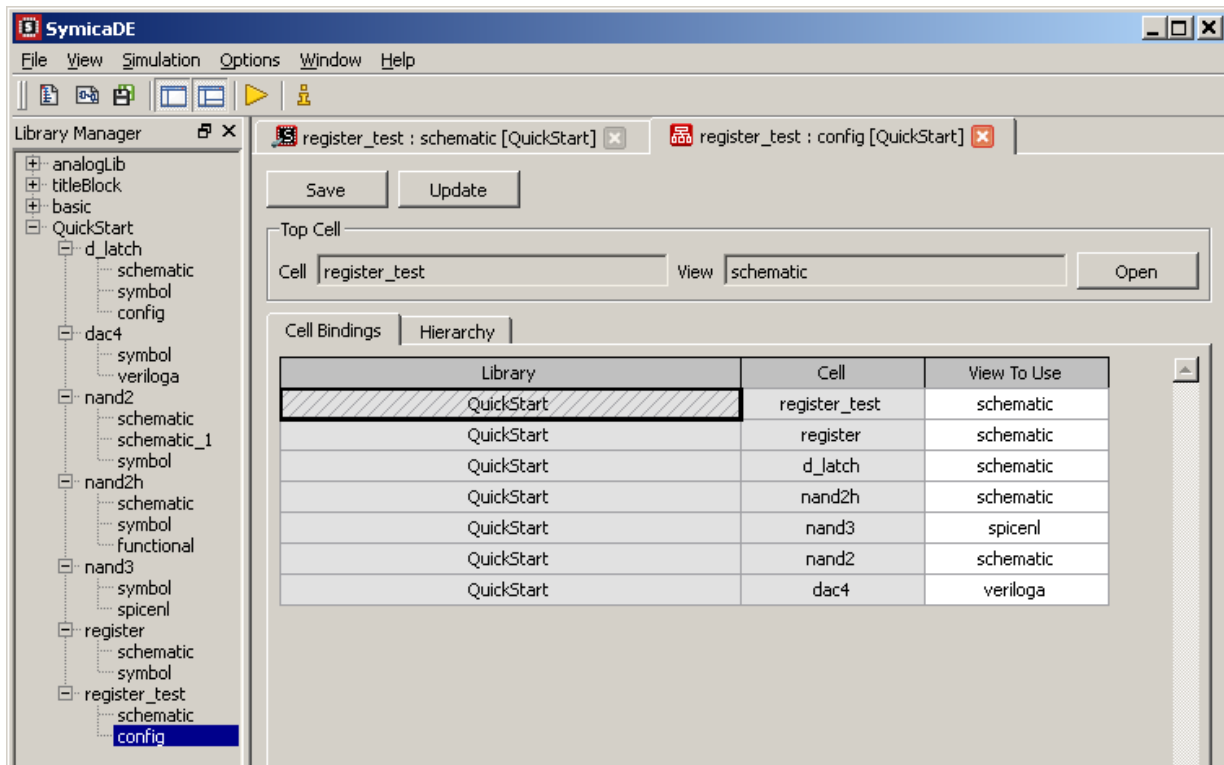 SymicaDE
File View Simulation Options Window Help
Library Manager
analogLib
titleBlock
basic
QuickStart
d_latch
schematic
symbol
config
dac4
symbol
veriloga
nand2
schematic
schematic_1
symbol
nand2h
schematic
symbol
functional
nand3
symbol
spicenl
register
schematic
symbol
register_test
schematic
config
register_test : schematic [QuickStart]
register_test : config [QuickStart]
Save Update
Top Cell
Cell register_test View schematic Open
Cell Bindings Hierarchy
Library Cell View To Use
QuickStart register_test schematic
QuickStart register schematic
QuickStart d_latch schematic
QuickStart nand2h schematic
QuickStart nand3 spicenl
QuickStart nand2 schematic
QuickStart dac4 veriloga